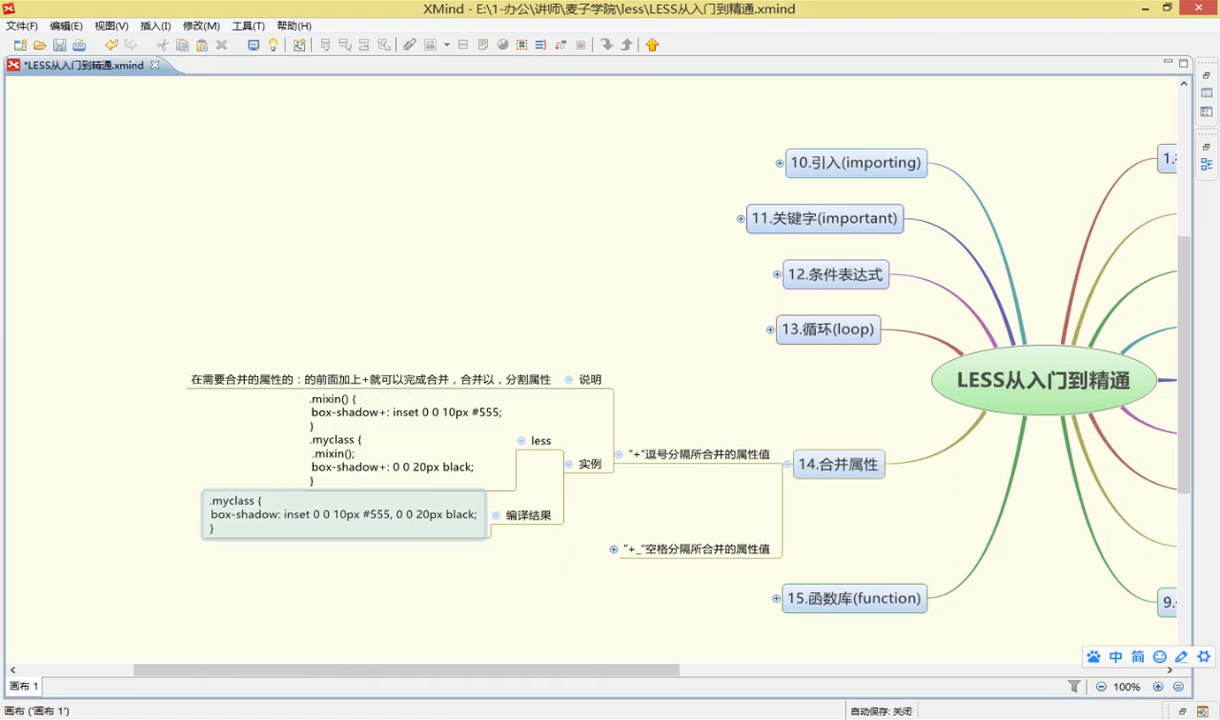 XMind - E:\1-办公\讲师\麦子学院\less\LESS从入门到精通.xmind
文件(F) 编辑(E) 视图(V) 插入(I) 修改(M) 工具(T) 帮助(H)
*LESS从入门到精通.xmind
10.引入(importing)
11.关键字(important)
12.条件表达式
13.循环(loop)
LESS从入门到精通
在需要合并的属性的：的前面加上+就可以完成合并，合并以，分割属性
说明
.mixin() {
box-shadow+: inset 0 0 10px #555;
}
.myclass {
.mixin();
box-shadow+: 0 0 20px black;
}
less
实例
"+"逗号分隔所合并的属性值
14.合并属性
.myclass {
box-shadow: inset 0 0 10px #555, 0 0 20px black;
}
编译结果
"+_"空格分隔所合并的属性值
15.函数库(function)
1.
9.
中 简
画布 1
100%
画布 ('画布 1')
自动保存: 关闭